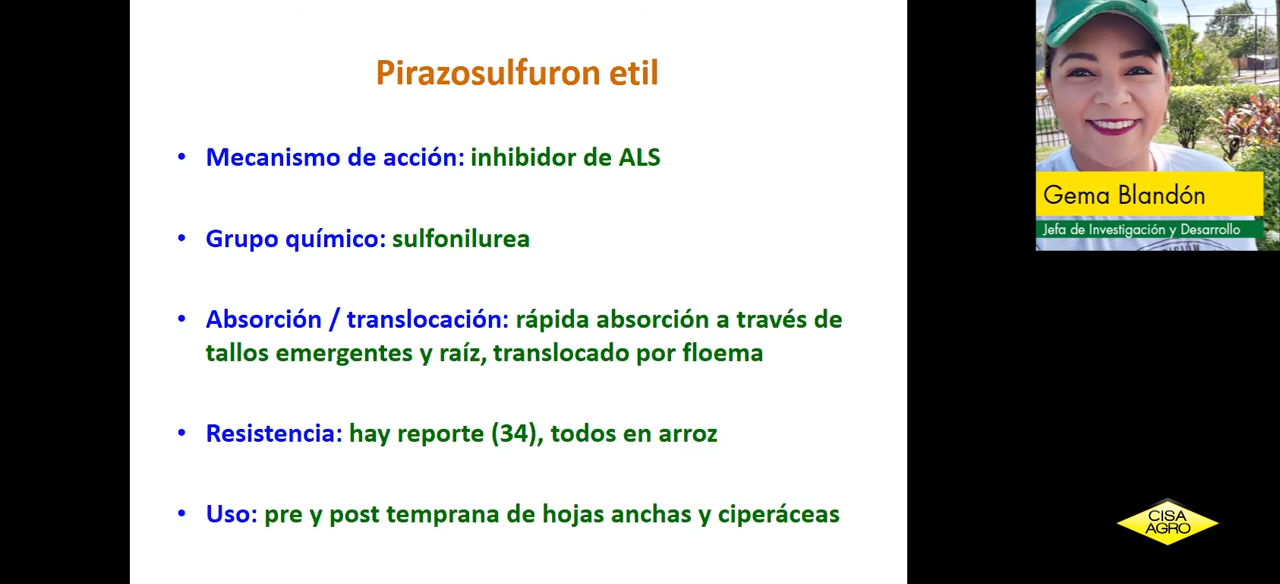 Pirazosulfuron etil
• Mecanismo de acción: inhibidor de ALS
• Grupo químico: sulfonilurea
• Absorción / translocación: rápida absorción a través de
tallos emergentes y raíz, translocado por floema
• Resistencia: hay reporte (34), todos en arroz
• Uso: pre y post temprana de hojas anchas y ciperáceas
Gema Blandón
Jefa de Investigación y Desarrollo
CISA
AGRO